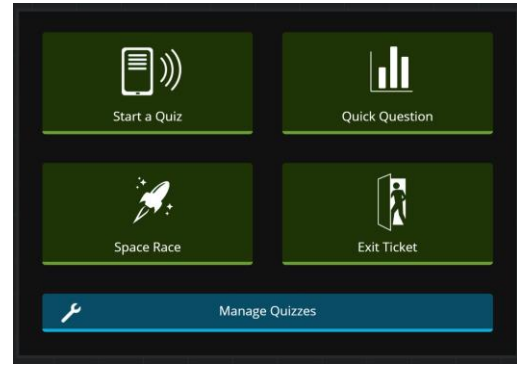 Start a Quiz
Quick Question
Space Race
Exit Ticket
Manage Quizzes